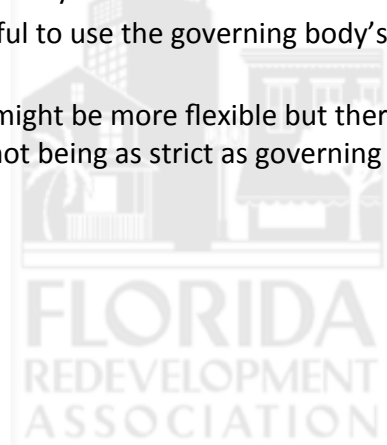 ful to use the governing body's
might be more flexible but ther
not being as strict as governing
FLORIDA
REDEVELOPMENT
ASSOCIATION